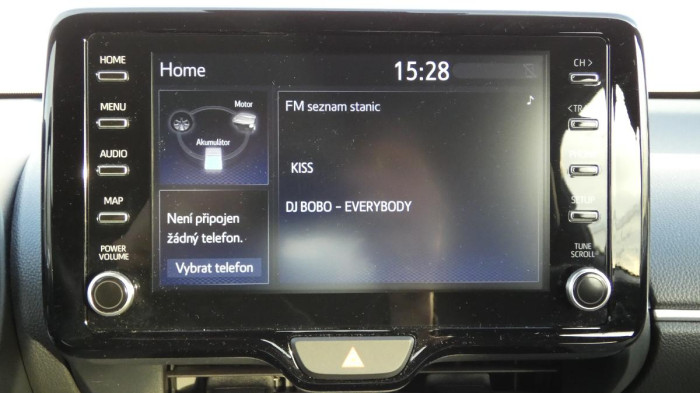 HOME
MENU
AUDIO
MAP
POWER
VOLUME
Home
15:28
Motor
Akumulátor
Není připojen
žádný telefon.
Vybrat telefon
FM seznam stanic
KISS
DJ BOBO - EVERYBODY
CH >
SETUP
TUNE
SCROLL